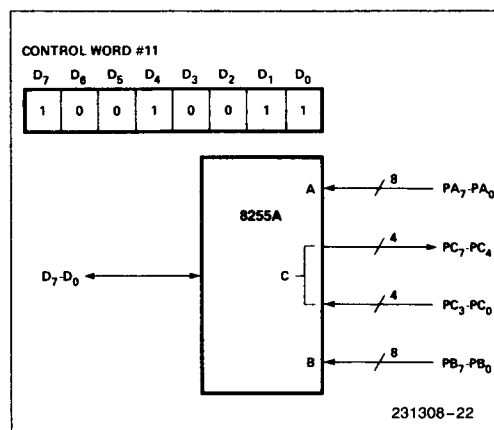 CONTROL WORD #11
D7 D6 D5 D4 D3 D2 D1 D0
1 0 0 1 0 0 1 1
8255A
A
8
PA7-PA0
4
PC7-PC4
D7-D0
C
4
PC3-PC0
B
8
PB7-PB0
231308-22